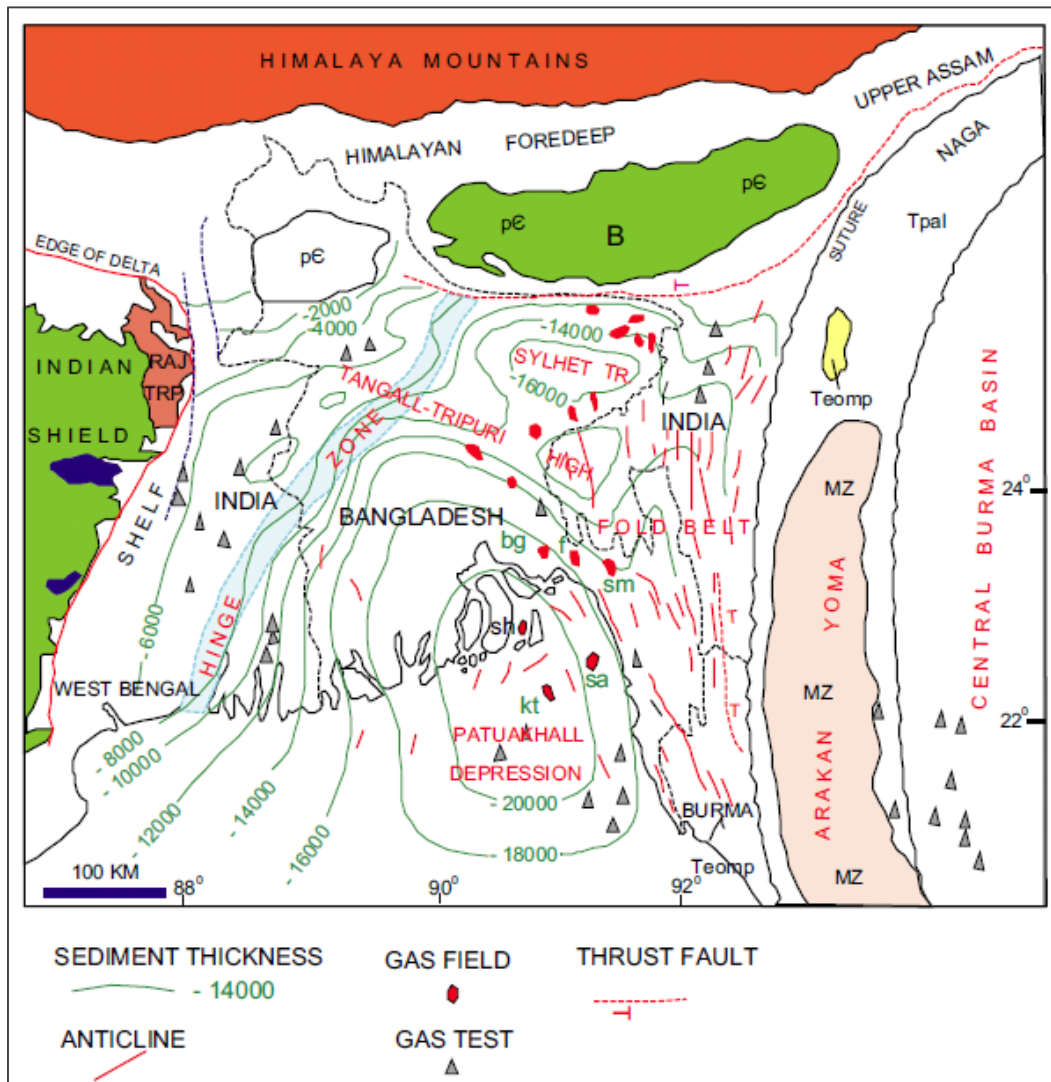 HIMALAYA MOUNTAINS
UPPER ASSAM
HIMALAYAN FOREDEEP
NAGA
pЄ
pЄ
pЄ
B
Tpal
SUTURE
EDGE OF DELTA
-2000
-4000
-14000
T
INDIAN
SHIELD
RAJ
TRP
SYLHET TR.
-16000
TANGALL-TRIPURI
HIGH
INDIA
Teomp
CENTRAL BURMA BASIN
ZONE
HINGE
SHELF
INDIA
BANGLADESH
FOLD BELT
MZ
24°
bg
f
sm
sh
sa
kt
T
T
-6000
WEST BENGAL
ARAKAN YOMA
MZ
22°
PATUAKHALL
DEPRESSION
- 8000
- 10000
- 12000
- 14000
- 16000
- 20000
- 18000
BURMA
Teomp
MZ
100 KM
88°
90°
92°
SEDIMENT THICKNESS
- 14000
GAS FIELD
THRUST FAULT
T
ANTICLINE
GAS TEST